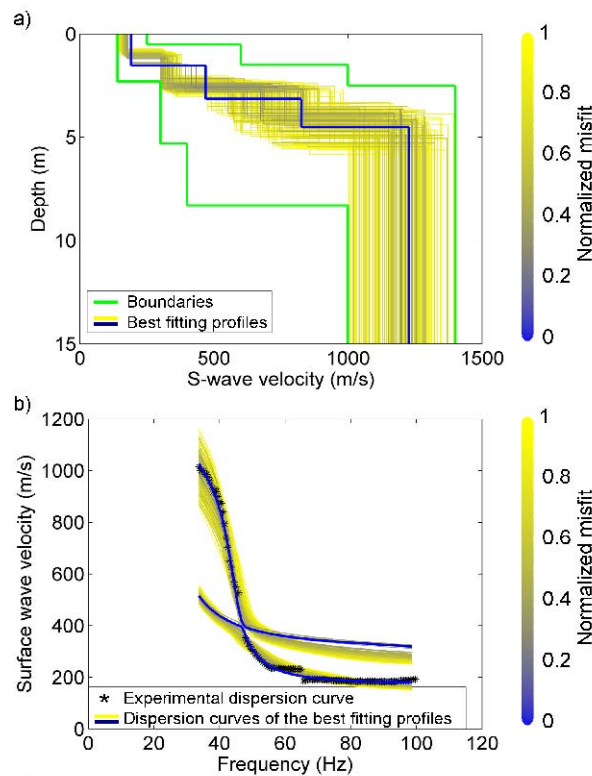 a)
0
5
10
15
Depth (m)
0
500
1000
1500
S-wave velocity (m/s)
Boundaries
Best fitting profiles
1
0.8
0.6
0.4
0.2
0
Normalized misfit
b)
1200
1000
800
600
400
200
0
Surface wave velocity (m/s)
Experimental dispersion curve
Dispersion curves of the best fitting profiles
0
20
40
60
80
100
120
Frequency (Hz)
1
0.8
0.6
0.4
0.2
0
Normalized misfit